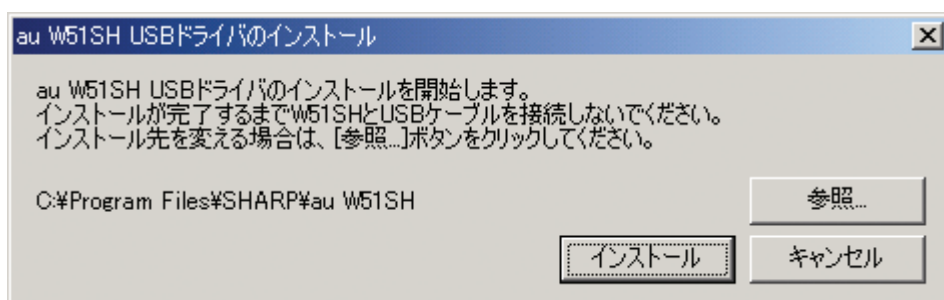 au W51SH USBドライバのインストール
au W51SH USBドライバのインストールを開始します。
インストールが完了するまでW51SHとUSBケーブルを接続しないでください。
インストール先を変える場合は、[参照...]ボタンをクリックしてください。
C:¥Program Files¥SHARP¥au W51SH
参照...
インストール
キャンセル